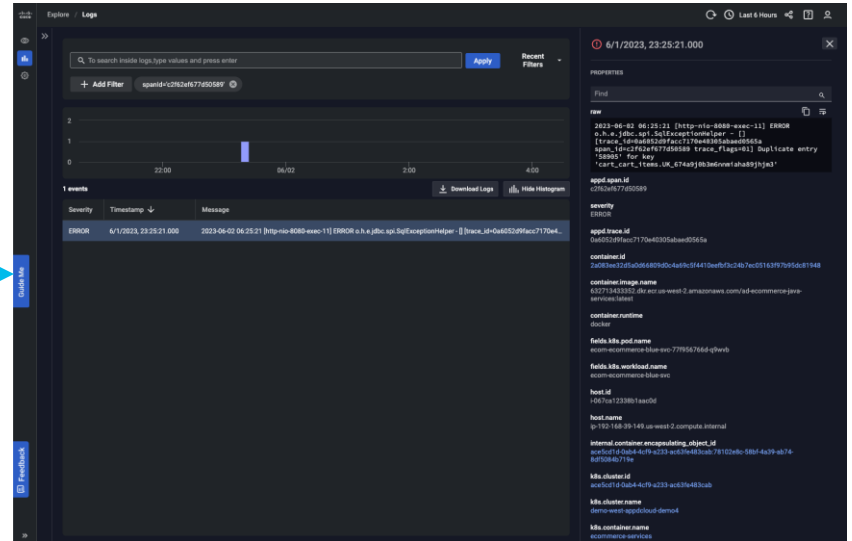 cisco
Explore / Logs
Last 6 Hours
»
Q, To search inside logs,type values and press enter
Apply
Recent Filters
+ Add Filter
spanId='c2f62ef677d50589'
2
1
0
22:00
06/02
2:00
4:00
1 events
Download Logs
Hide Histogram
Severity
Timestamp ↓
Message
ERROR
6/1/2023, 23:25:21.000
2023-06-02 06:25:21 [http-nio-8080-exec-11] ERROR o.h.e.jdbc.spi.SqlExceptionHelper - [] [trace_id=0a6052d9facc7170e4...
Guide Me
Feedback
»
6/1/2023, 23:25:21.000
PROPERTIES
Find
raw
2023-06-02 06:25:21 [http-nio-8080-exec-11] ERROR
o.h.e.jdbc.spi.SqlExceptionHelper - []
[trace_id=0a6052d9facc7170e40305abaed0565a
span_id=c2f62ef677d50589 trace_flags=01] Duplicate entry
'58905' for key
'cart_cart_items.UK_674a9j0b3m6nnmiaha89jhjm3'
appd.span.id
c2f62ef677d50589
severity
ERROR
appd.trace.id
0a6052d9facc7170e40305abaed0565a
container.id
2a083ee32d5a0d66809d0c4a69c5f4410eefbf3c24b7ec05163f97b95dc81948
container.image.name
632713433352.dkr.ecr.us-west-2.amazonaws.com/ad-ecommerce-java-
services:latest
container.runtime
docker
fields.k8s.pod.name
ecom-ecommerce-blue-svc-77f956766d-q9wvb
fields.k8s.workload.name
ecom-ecommerce-blue-svc
host.id
i-067ca12338b1aac0d
host.name
ip-192-168-39-149.us-west-2.compute.internal
internal.container.encapsulating_object_id
ace5cd1d-0ab4-4cf9-a233-ac63fe483cab:78102e8c-58bf-4a39-ab74-
8df5084b719e
k8s.cluster.id
ace5cd1d-0ab4-4cf9-a233-ac63fe483cab
k8s.cluster.name
demo-west-appdcloud-demo4
k8s.container.name
ecommerce-services